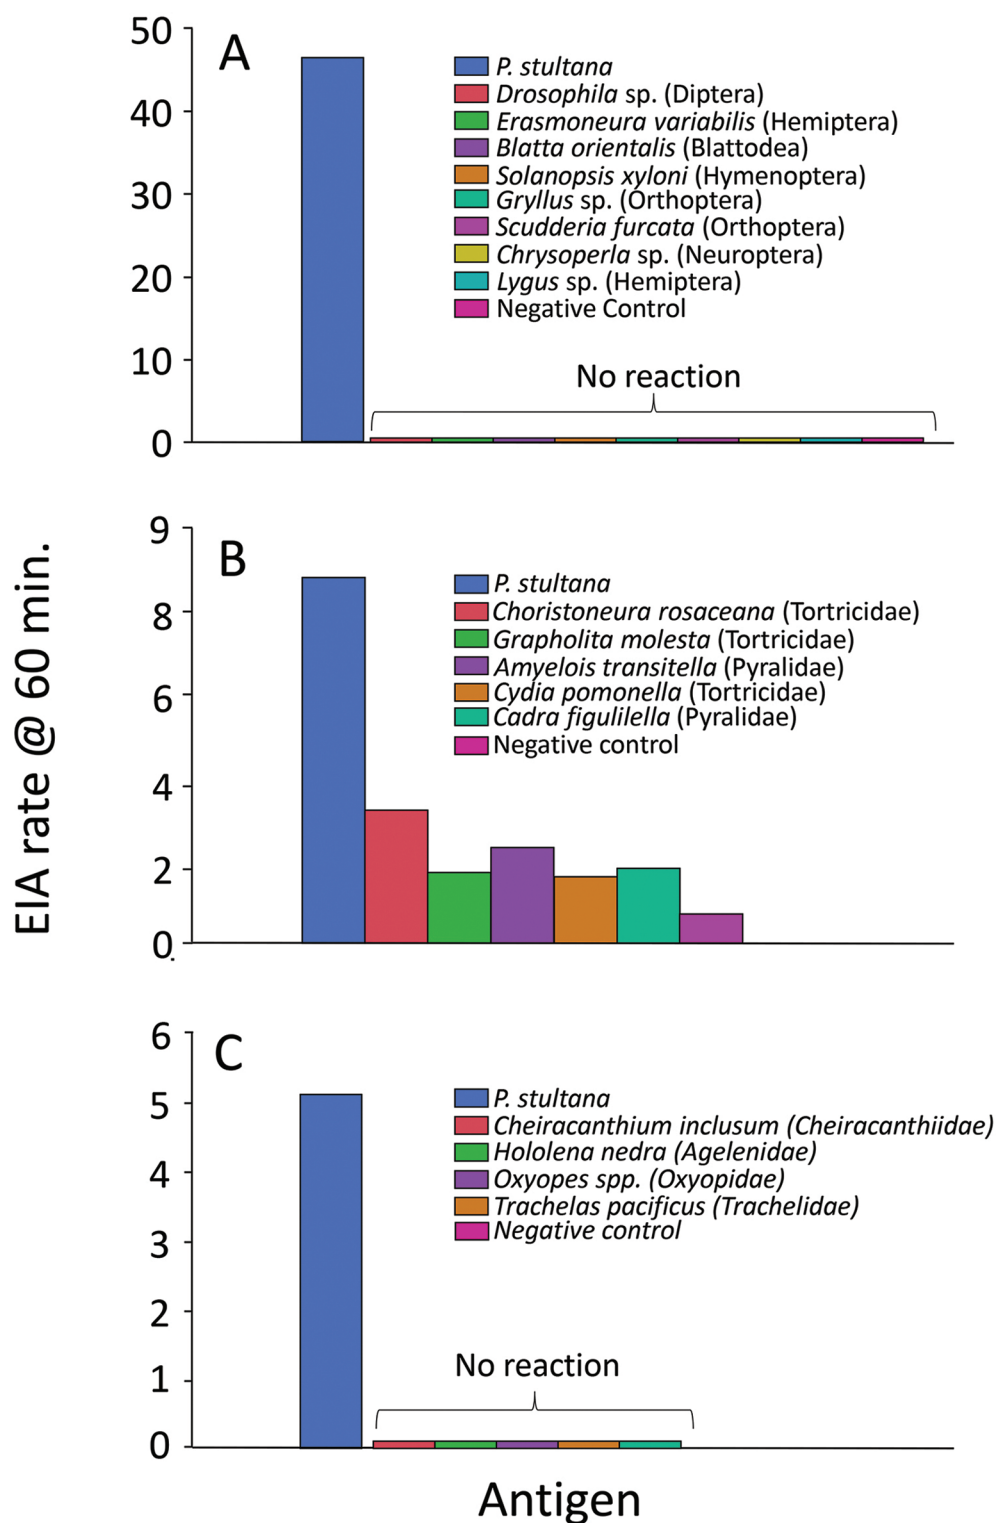 EIA rate @ 60 min.
A
50
40
30
20
10
0
P. stultana
Drosophila sp. (Diptera)
Erasmoneura variabilis (Hemiptera)
Blatta orientalis (Blattodea)
Solanopsis xyloni (Hymenoptera)
Gryllus sp. (Orthoptera)
Scudderia furcata (Orthoptera)
Chrysoperla sp. (Neuroptera)
Lygus sp. (Hemiptera)
Negative Control
No reaction
B
9
8
6
4
2
0
P. stultana
Choristoneura rosaceana (Tortricidae)
Grapholita molesta (Tortricidae)
Amyelois transitella (Pyralidae)
Cydia pomonella (Tortricidae)
Cadra figulilella (Pyralidae)
Negative control
C
6
5
4
3
2
1
0
P. stultana
Cheiracanthium inclusum (Cheiracanthiidae)
Hololena nedra (Agelenidae)
Oxyopes spp. (Oxyopidae)
Trachelas pacificus (Trachelidae)
Negative control
No reaction
Antigen